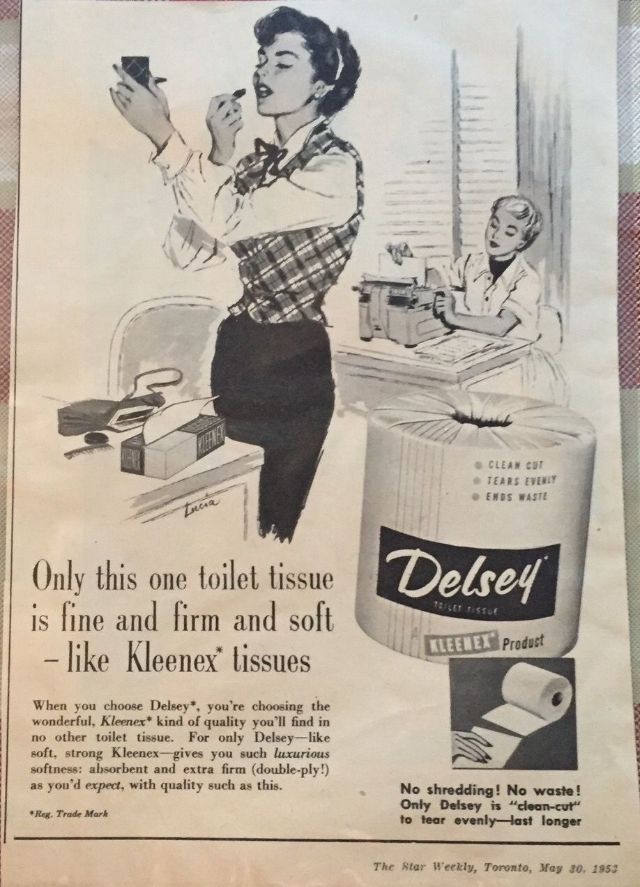 KLEENEX
KLEENEX
Lucia
CLEAN CUT
TEARS EVENLY
ENDS WASTE
Delsey*
TOILET TISSUE
KLEENEX* Product
Only this one toilet tissue
is fine and firm and soft
– like Kleenex* tissues
When you choose Delsey*, you're choosing the
wonderful, Kleenex* kind of quality you'll find in
no other toilet tissue. For only Delsey—like
soft, strong Kleenex—gives you such luxurious
softness: absorbent and extra firm (double-ply!)
as you'd expect, with quality such as this.
*Reg. Trade Mark
No shredding! No waste!
Only Delsey is "clean-cut"
to tear evenly—last longer
The Star Weekly, Toronto, May 30, 1953